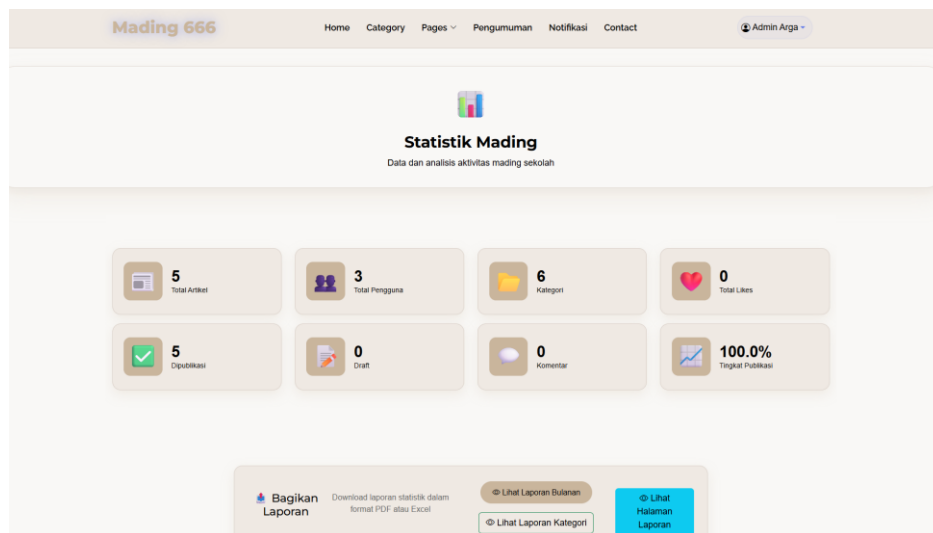 Mading 666
Home Category Pages Pengumuman Notifikasi Contact
Admin Arga
Statistik Mading
Data dan analisis aktivitas mading sekolah
5
Total Artikel
3
Total Pengguna
6
Kategori
0
Total Likes
5
Dipublikasi
0
Draft
0
Komentar
100.0%
Tingkat Publikasi
Bagikan
Laporan
Download laporan statistik dalam
format PDF atau Excel
Lihat Laporan Bulanan
Lihat Laporan Kategori
Lihat
Halaman
Laporan